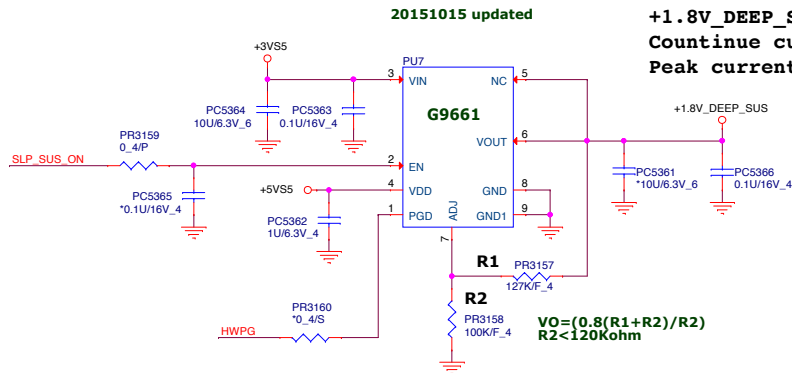 20151015 updated
+1.8V_DEEP_S
Countinue cu
Peak current
+3VS5
PU7
3
VIN
NC
5
PC5364
10U/6.3V_6
PC5363
0.1U/16V_4
G9661
+1.8V_DEEP_SUS
PR3159
0_4/P
VOUT
6
SLP_SUS_ON
2
EN
PC5361
*10U/6.3V_6
PC5366
0.1U/16V_4
PC5365
*0.1U/16V_4
+5VS5
4
VDD
GND
8
PC5362
1U/6.3V_4
1
PGD
ADJ
GND1
9
7
R1
PR3157
127K/F_4
R2
PR3160
*0_4/S
PR3158
100K/F_4
HWPG
VO=(0.8(R1+R2)/R2)
R2<120Kohm